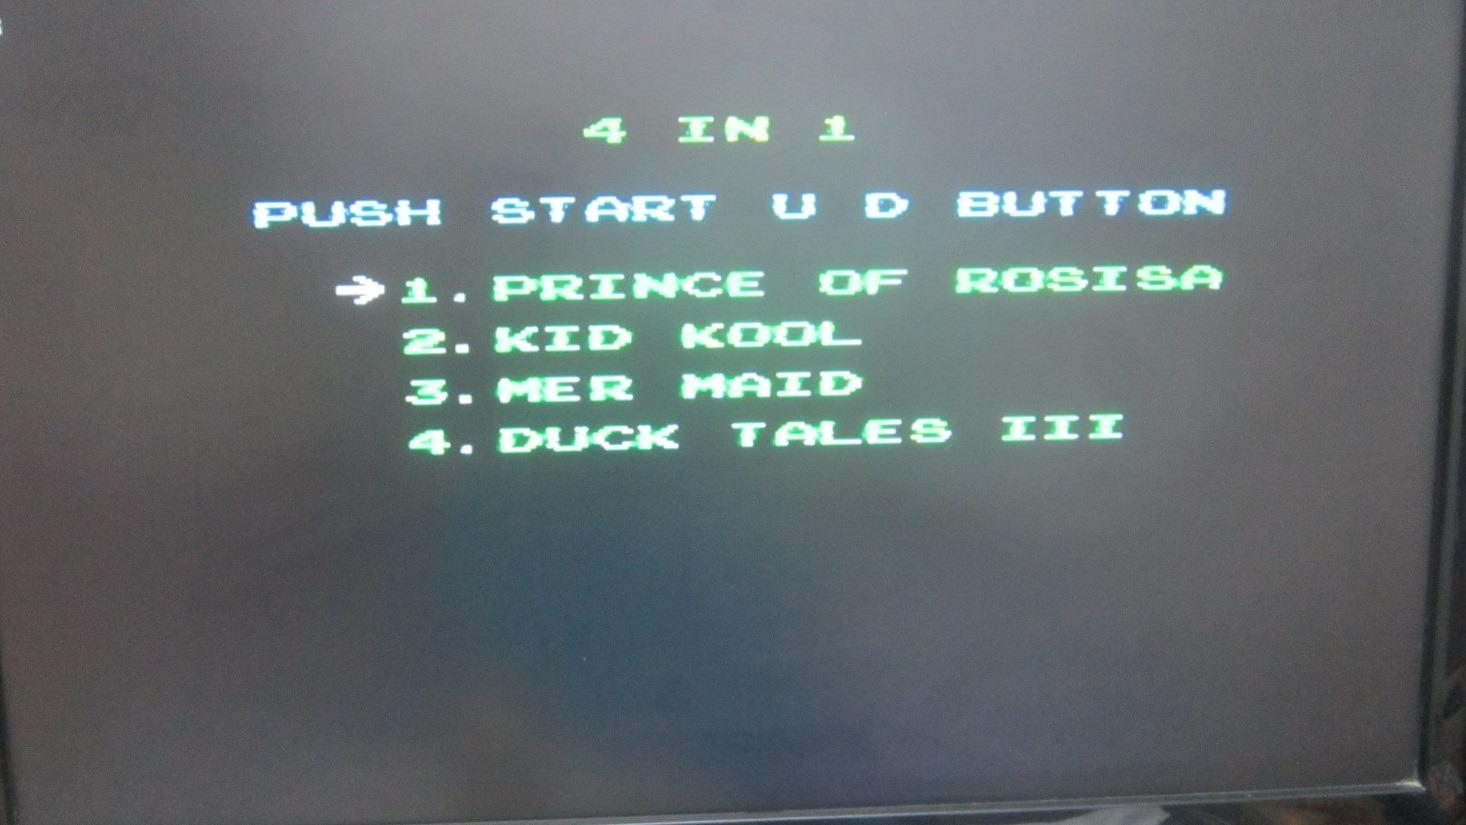 4 IN 1
PUSH START U D BUTTON
→1. PRINCE OF ROSISA
2. KID KOOL
3. MER MAID
4. DUCK TALES III